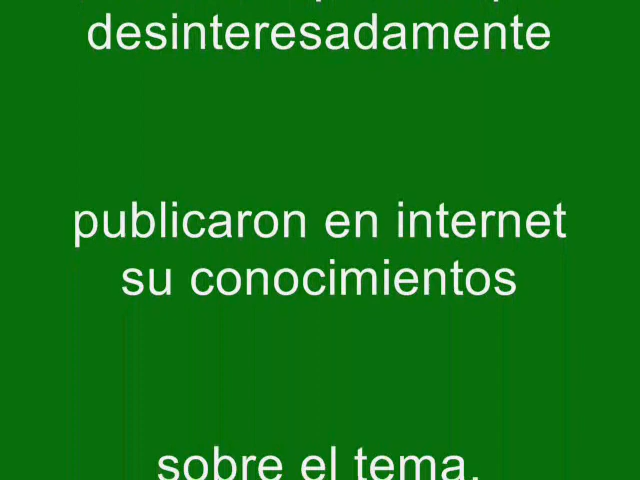 desinteresadamente
publicaron en internet
su conocimientos
sobre el tema.